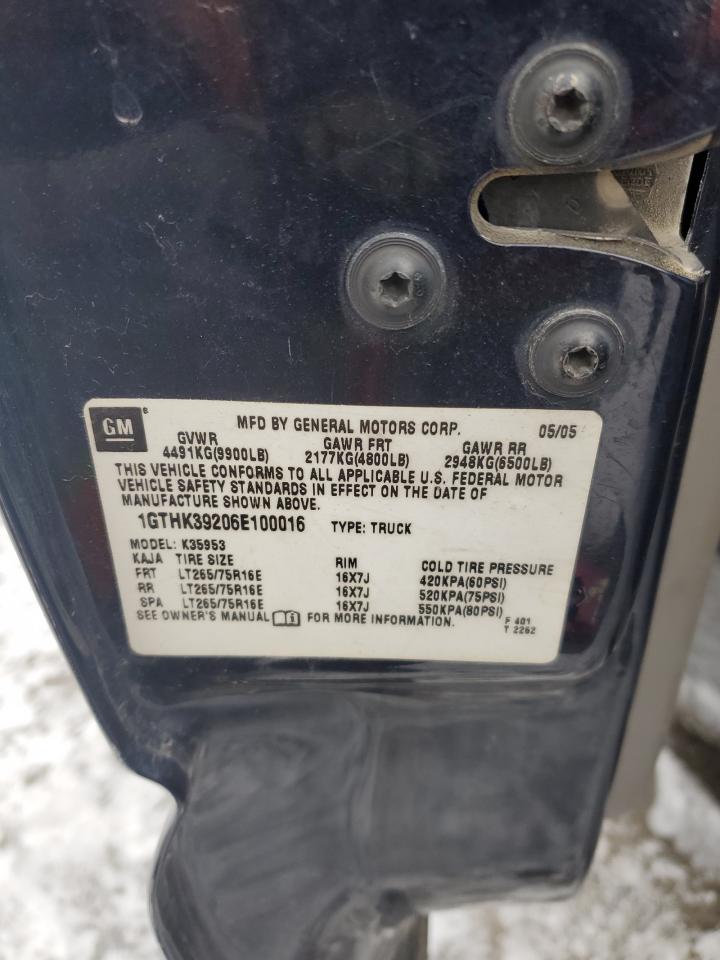 GM® MFD BY GENERAL MOTORS CORP. 05/05
GVWR GAWR FRT GAWR RR
4491KG(9900LB) 2177KG(4800LB) 2948KG(6500LB)
THIS VEHICLE CONFORMS TO ALL APPLICABLE U.S. FEDERAL MOTOR
VEHICLE SAFETY STANDARDS IN EFFECT ON THE DATE OF
MANUFACTURE SHOWN ABOVE.
1GTHK39206E100016 TYPE: TRUCK
MODEL: K35953
KAJA TIRE SIZE RIM COLD TIRE PRESSURE
FRT LT265/75R16E 16X7J 420KPA(60PSI)
RR LT265/75R16E 16X7J 520KPA(75PSI)
SPA LT265/75R16E 16X7J 550KPA(80PSI)
SEE OWNER'S MANUAL FOR MORE INFORMATION. F 401
T 2262